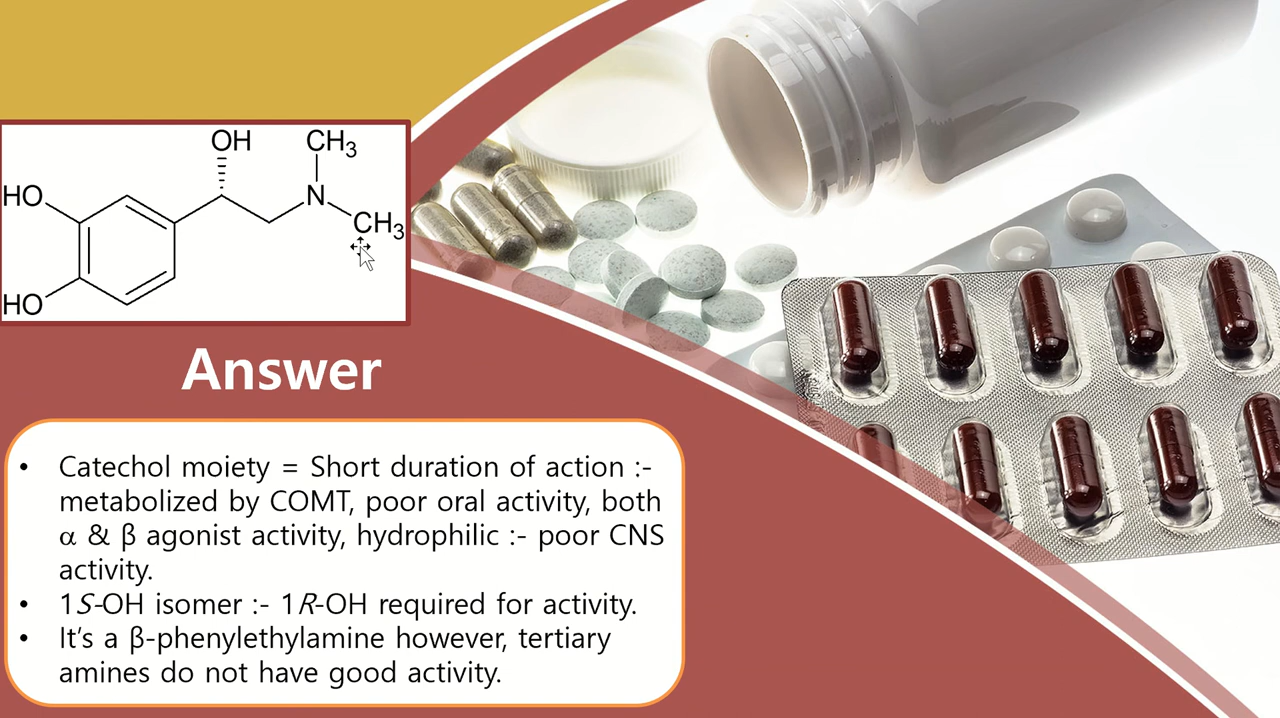 OH
CH3
HO
N
CH3
HO
Answer
• Catechol moiety = Short duration of action :-
metabolized by COMT, poor oral activity, both
α & β agonist activity, hydrophilic :- poor CNS
activity.
• 1S-OH isomer :- 1R-OH required for activity.
• It's a β-phenylethylamine however, tertiary
amines do not have good activity.